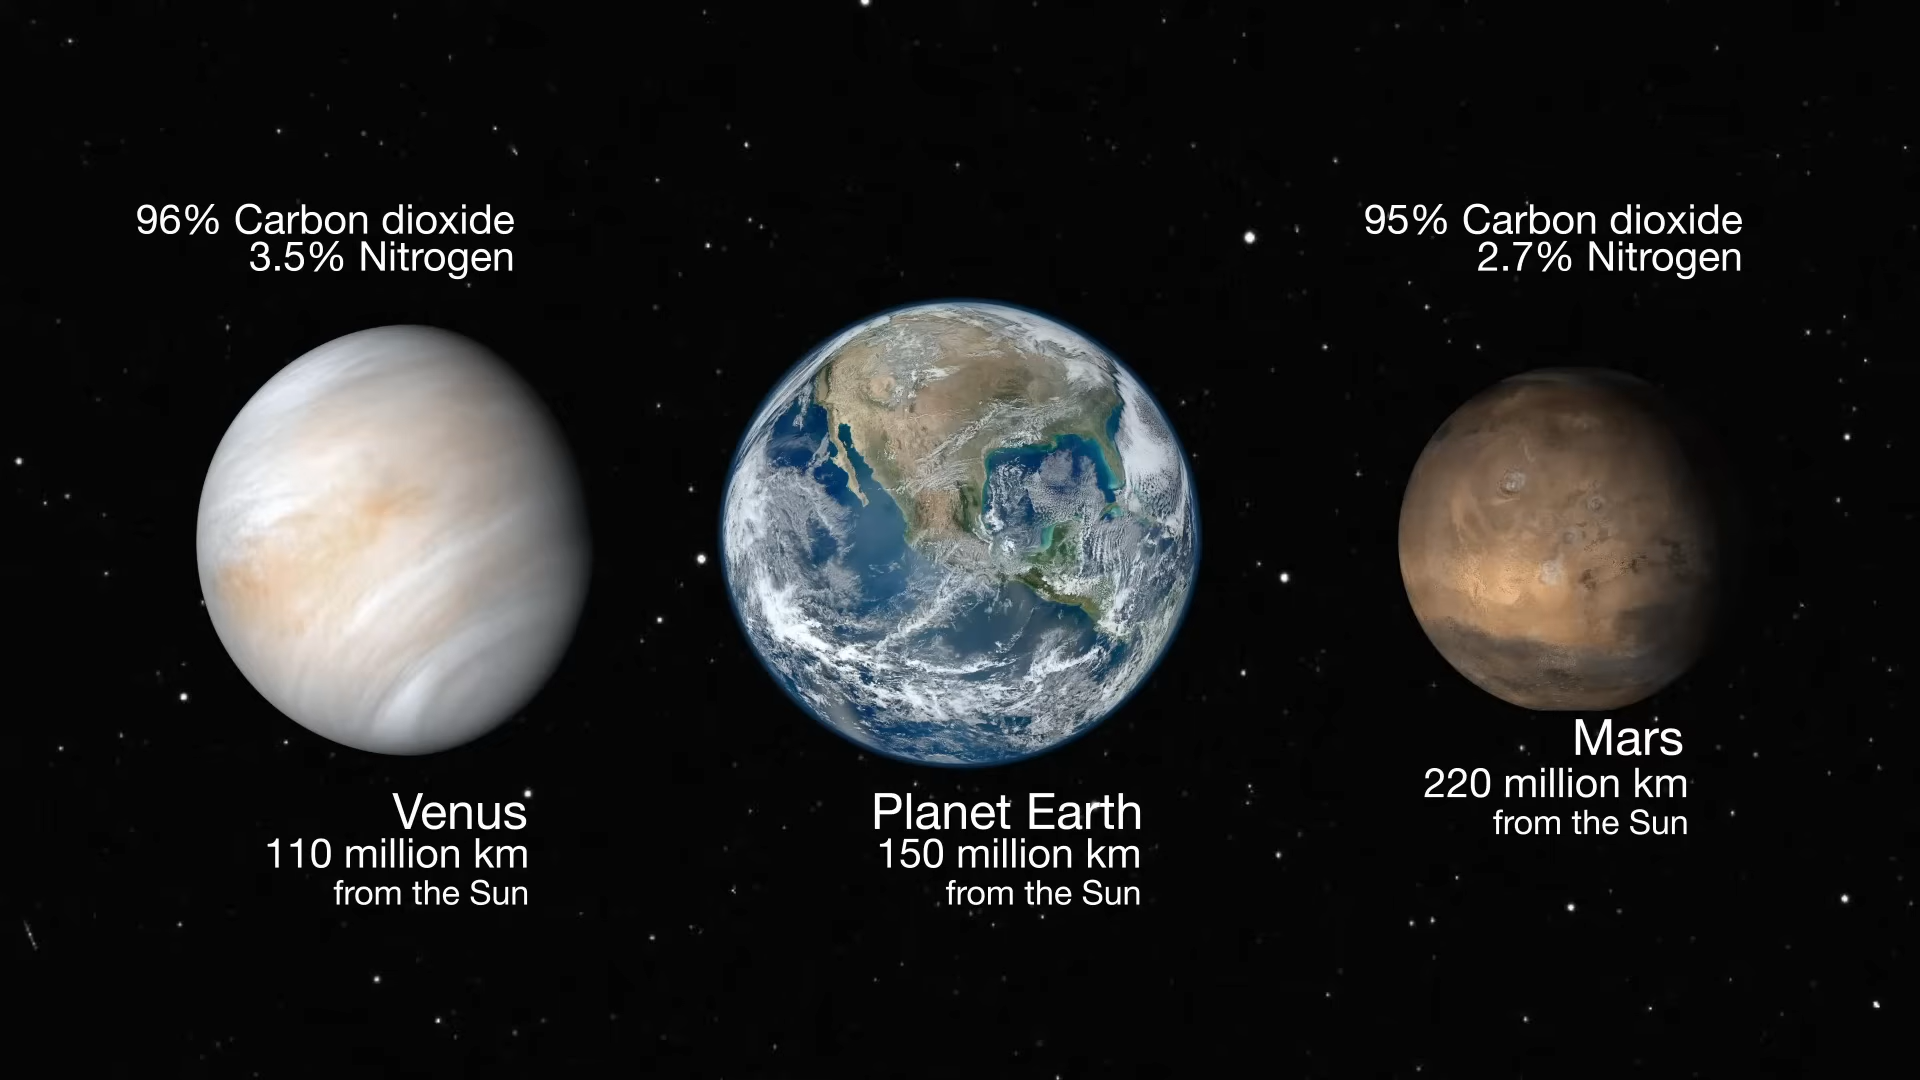 96% Carbon dioxide
3.5% Nitrogen
95% Carbon dioxide
2.7% Nitrogen
Venus
110 million km
from the Sun
Planet Earth
150 million km
from the Sun
Mars
220 million km
from the Sun